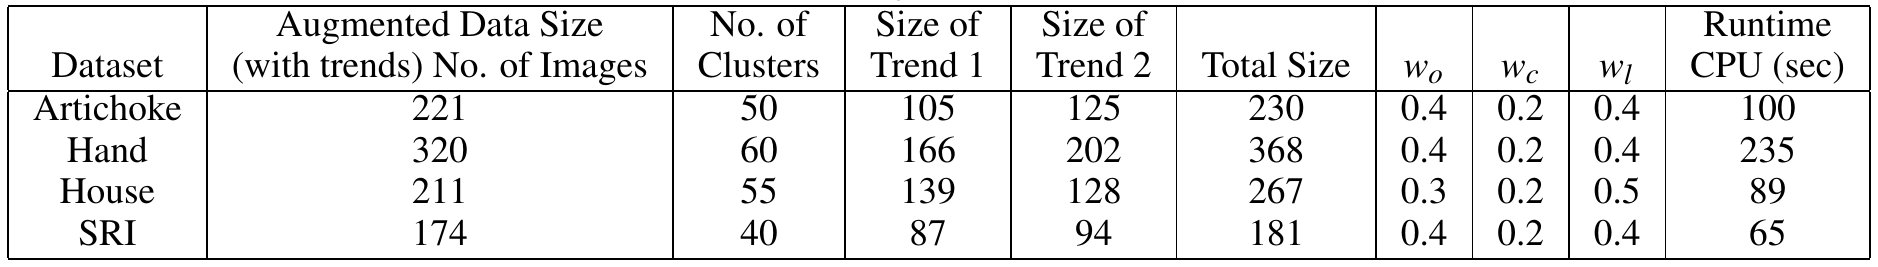 Dataset | Augmented Data Size (with trends) No. of Images | No. of Clusters | Size of Trend 1 | Size of Trend 2 | Total Size | w_o | w_c | w_l | Runtime CPU (sec)
Artichoke | 221 | 50 | 105 | 125 | 230 | 0.4 | 0.2 | 0.4 | 100
Hand | 320 | 60 | 166 | 202 | 368 | 0.4 | 0.2 | 0.4 | 235
House | 211 | 55 | 139 | 128 | 267 | 0.3 | 0.2 | 0.5 | 89
SRI | 174 | 40 | 87 | 94 | 181 | 0.4 | 0.2 | 0.4 | 65